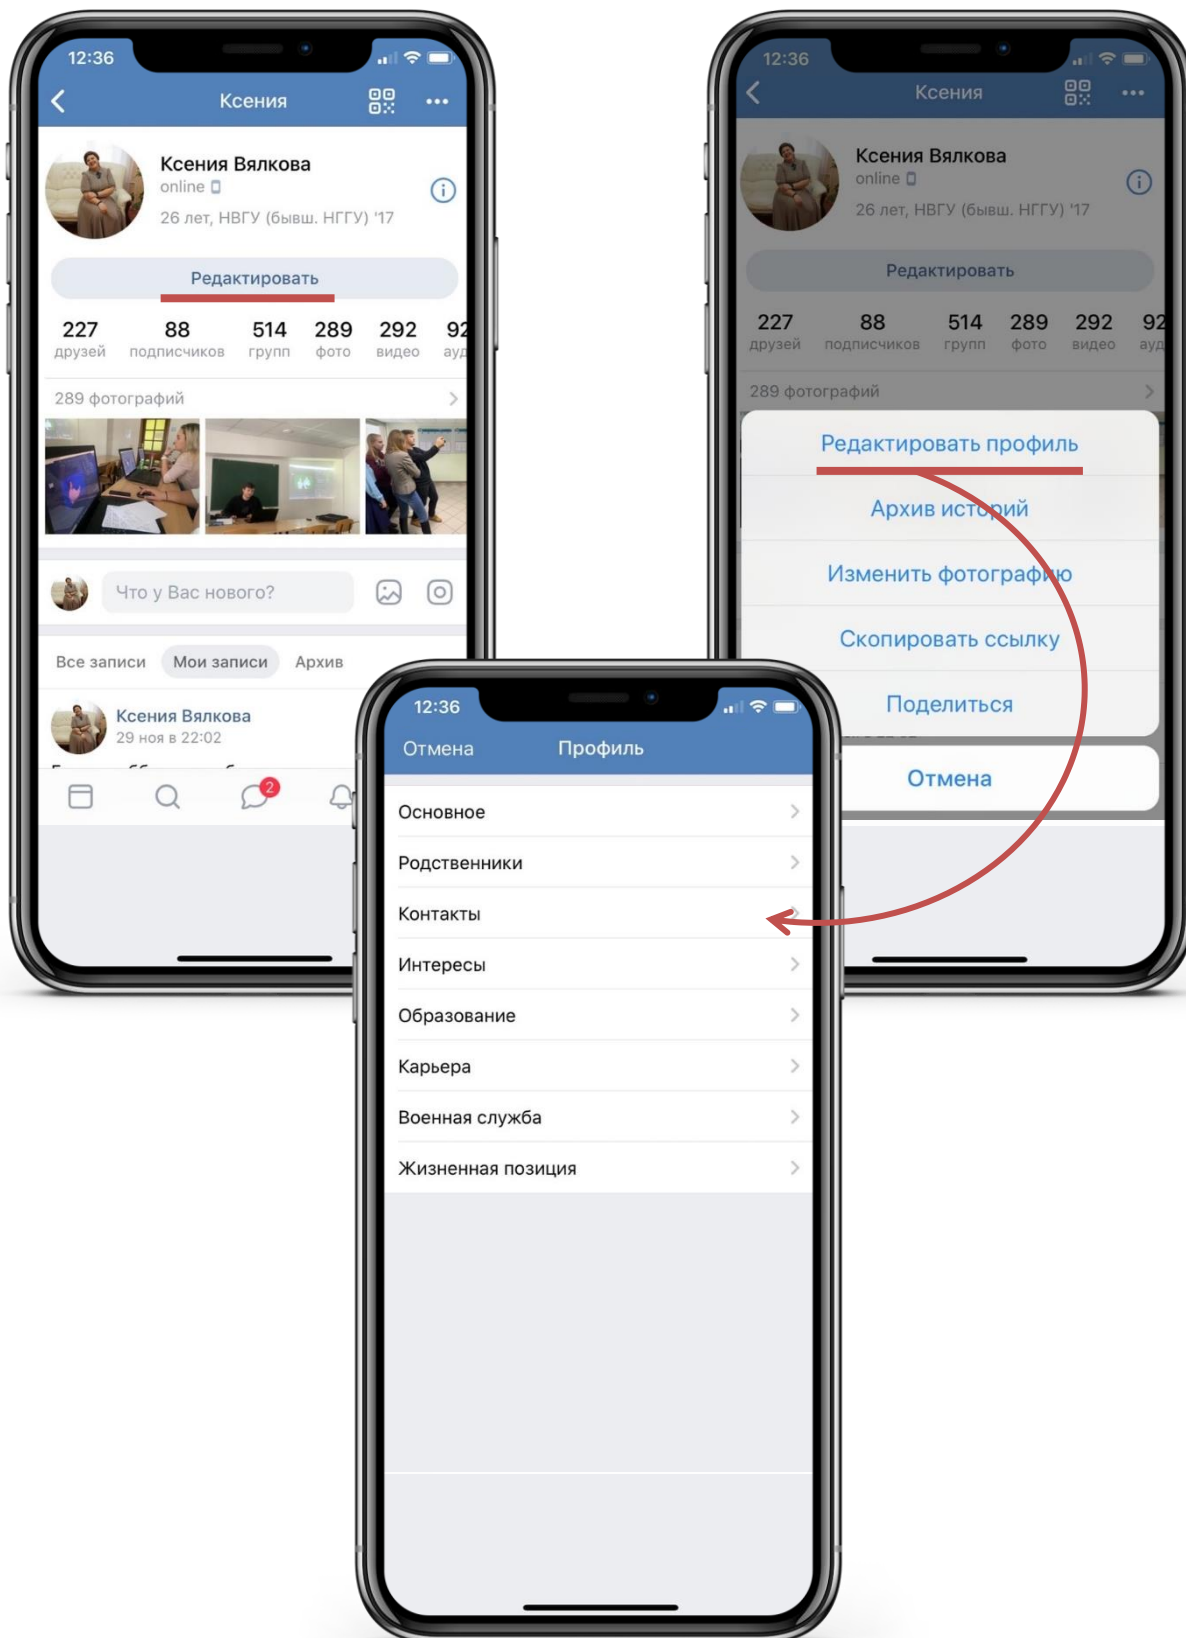 12:36
Ксения
Ксения Вялкова
online
26 лет, НВГУ (бывш. НГГУ) '17
Редактировать
227 88 514 289 292 92
друзей подписчиков групп фото видео ауд
289 фотографий
Что у Вас нового?
Все записи Мои записи Архив
Ксения Вялкова
29 ноя в 22:02
2
12:36
Ксения
Ксения Вялкова
online
26 лет, НВГУ (бывш. НГГУ) '17
Редактировать
227 88 514 289 292 92
друзей подписчиков групп фото видео ауд
289 фотографий
Редактировать профиль
Архив историй
Изменить фотографию
Скопировать ссылку
Поделиться
Отмена
12:36
Отмена Профиль
Основное
Родственники
Контакты
Интересы
Образование
Карьера
Военная служба
Жизненная позиция